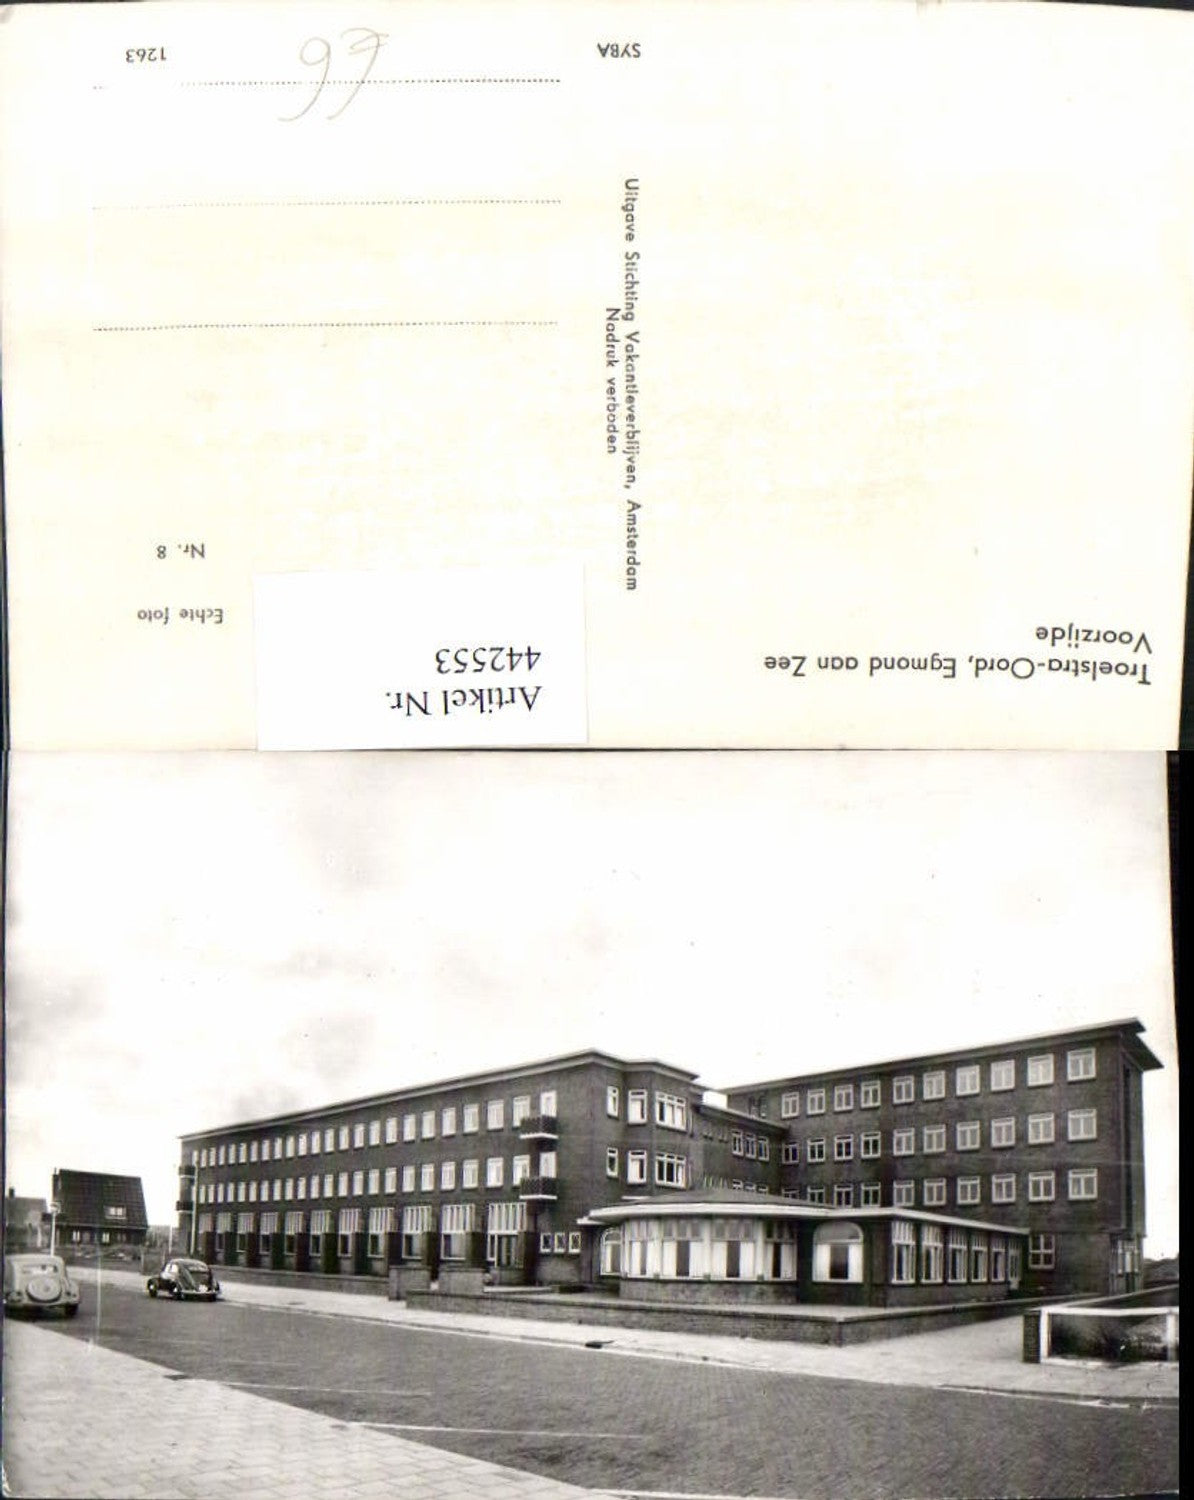 Troelstra-Oord, Egmond aan Zee
Voorzijde
Artikel Nr.
442553
Echte foto
Nr. 8
Uitgave Stichting Vakantieverblijven, Amsterdam
Nadruk verboden
SYBA
1263